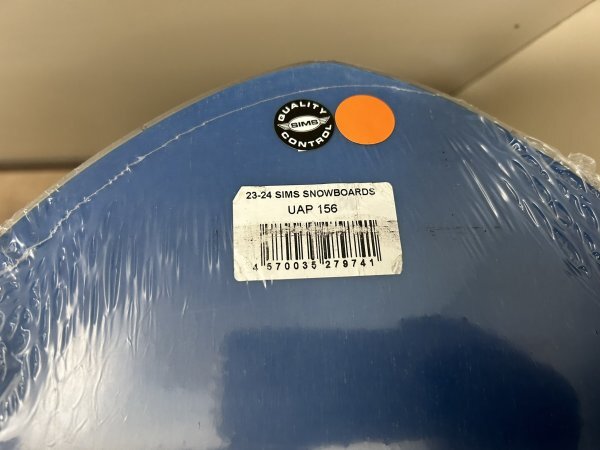 QUALITY
SIMS
CONTROL
23-24 SIMS SNOWBOARDS
UAP 156
4 570035 279741